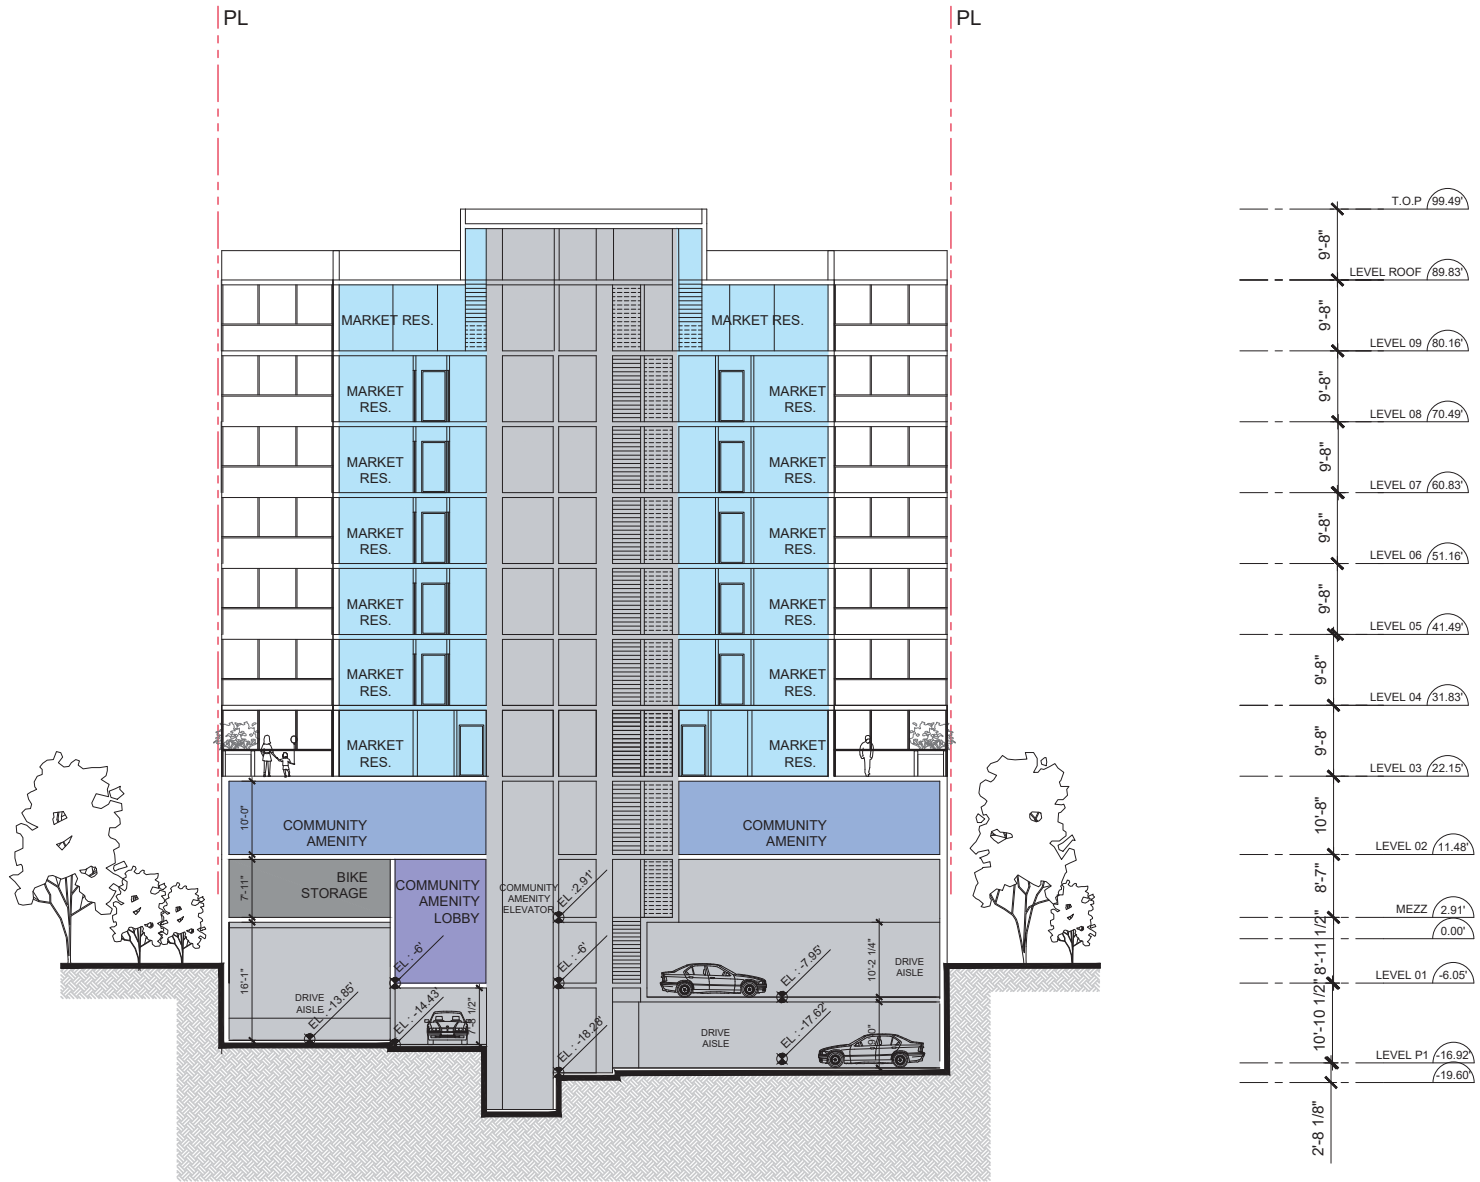 PL
PL
T.O.P 99.49'
9'-8"
LEVEL ROOF 89.83'
9'-8"
MARKET RES.
MARKET RES.
LEVEL 09 80.16'
9'-8"
MARKET
RES.
MARKET
RES.
LEVEL 08 70.49'
9'-8"
MARKET
RES.
MARKET
RES.
LEVEL 07 60.83'
9'-8"
MARKET
RES.
MARKET
RES.
LEVEL 06 51.16'
9'-8"
MARKET
RES.
MARKET
RES.
LEVEL 05 41.49'
9'-8"
MARKET
RES.
MARKET
RES.
LEVEL 04 31.83'
9'-8"
MARKET
RES.
MARKET
RES.
LEVEL 03 22.15'
10'-8"
10'-0"
COMMUNITY
AMENITY
COMMUNITY
AMENITY
LEVEL 02 11.48'
8'-7"
7'-11"
BIKE
STORAGE
COMMUNITY
AMENITY
LOBBY
COMMUNITY
AMENITY
ELEVATOR
EL :2.91'
MEZZ 2.91'
0.00'
8'-11 1/2"
16'-1"
EL : -6'
EL : -6'
EL : -7.95'
10'-2 1/4"
DRIVE
AISLE
LEVEL 01 -6.05'
10'-10 1/2"
DRIVE
AISLE
EL : -13.85'
EL : -14.43'
7'-8 1/2"
EL : -18.28'
DRIVE
AISLE
EL : -17.62'
LEVEL P1 -16.92'
-19.60'
2'-8 1/8"